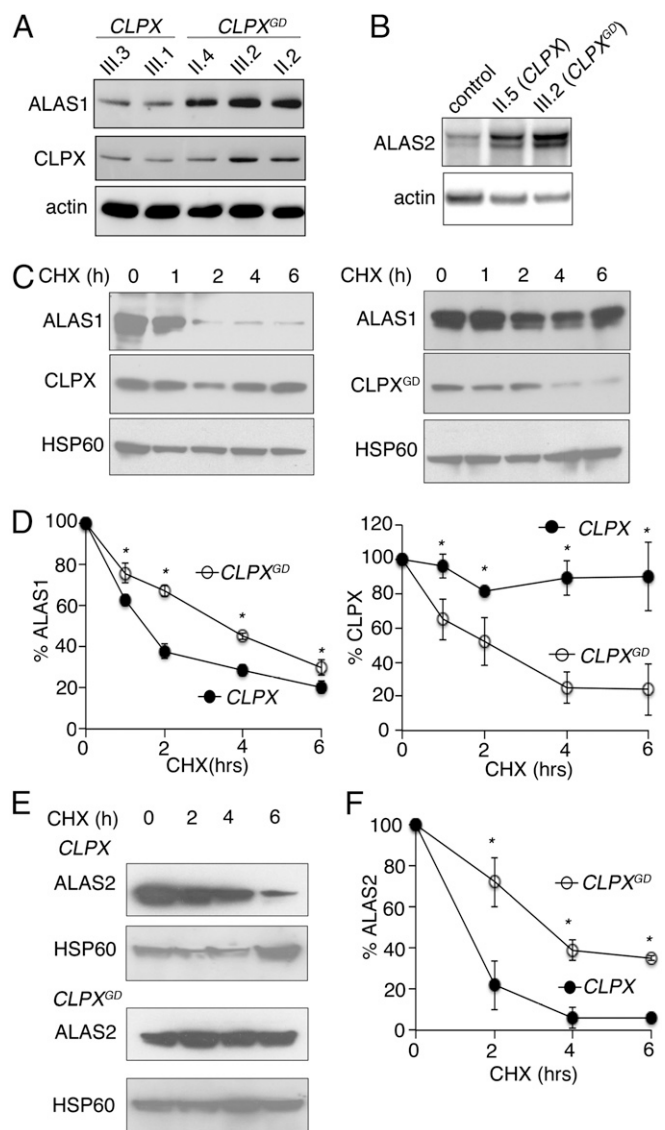 A
CLPX CLPX^GD
III.3 III.1 II.4 III.2 II.2
ALAS1
CLPX
actin
B
control II.5 (CLPX) III.2 (CLPX^GD)
ALAS2
actin
C CHX (h) 0 1 2 4 6
ALAS1
CLPX
HSP60
CHX (h) 0 1 2 4 6
ALAS1
CLPX^GD
HSP60
D
% ALAS1
100
80
60
40
20
0
0 2 4 6
CHX(hrs)
* * * *
CLPX^GD
CLPX
% CLPX
120
100
80
60
40
20
0
0 2 4 6
CHX (hrs)
* * * *
CLPX
CLPX^GD
E
CHX (h) 0 2 4 6
CLPX
ALAS2
HSP60
CLPX^GD
ALAS2
HSP60
F
% ALAS2
100
80
60
40
20
0
0 2 4 6
CHX (hrs)
* * *
CLPX^GD
CLPX